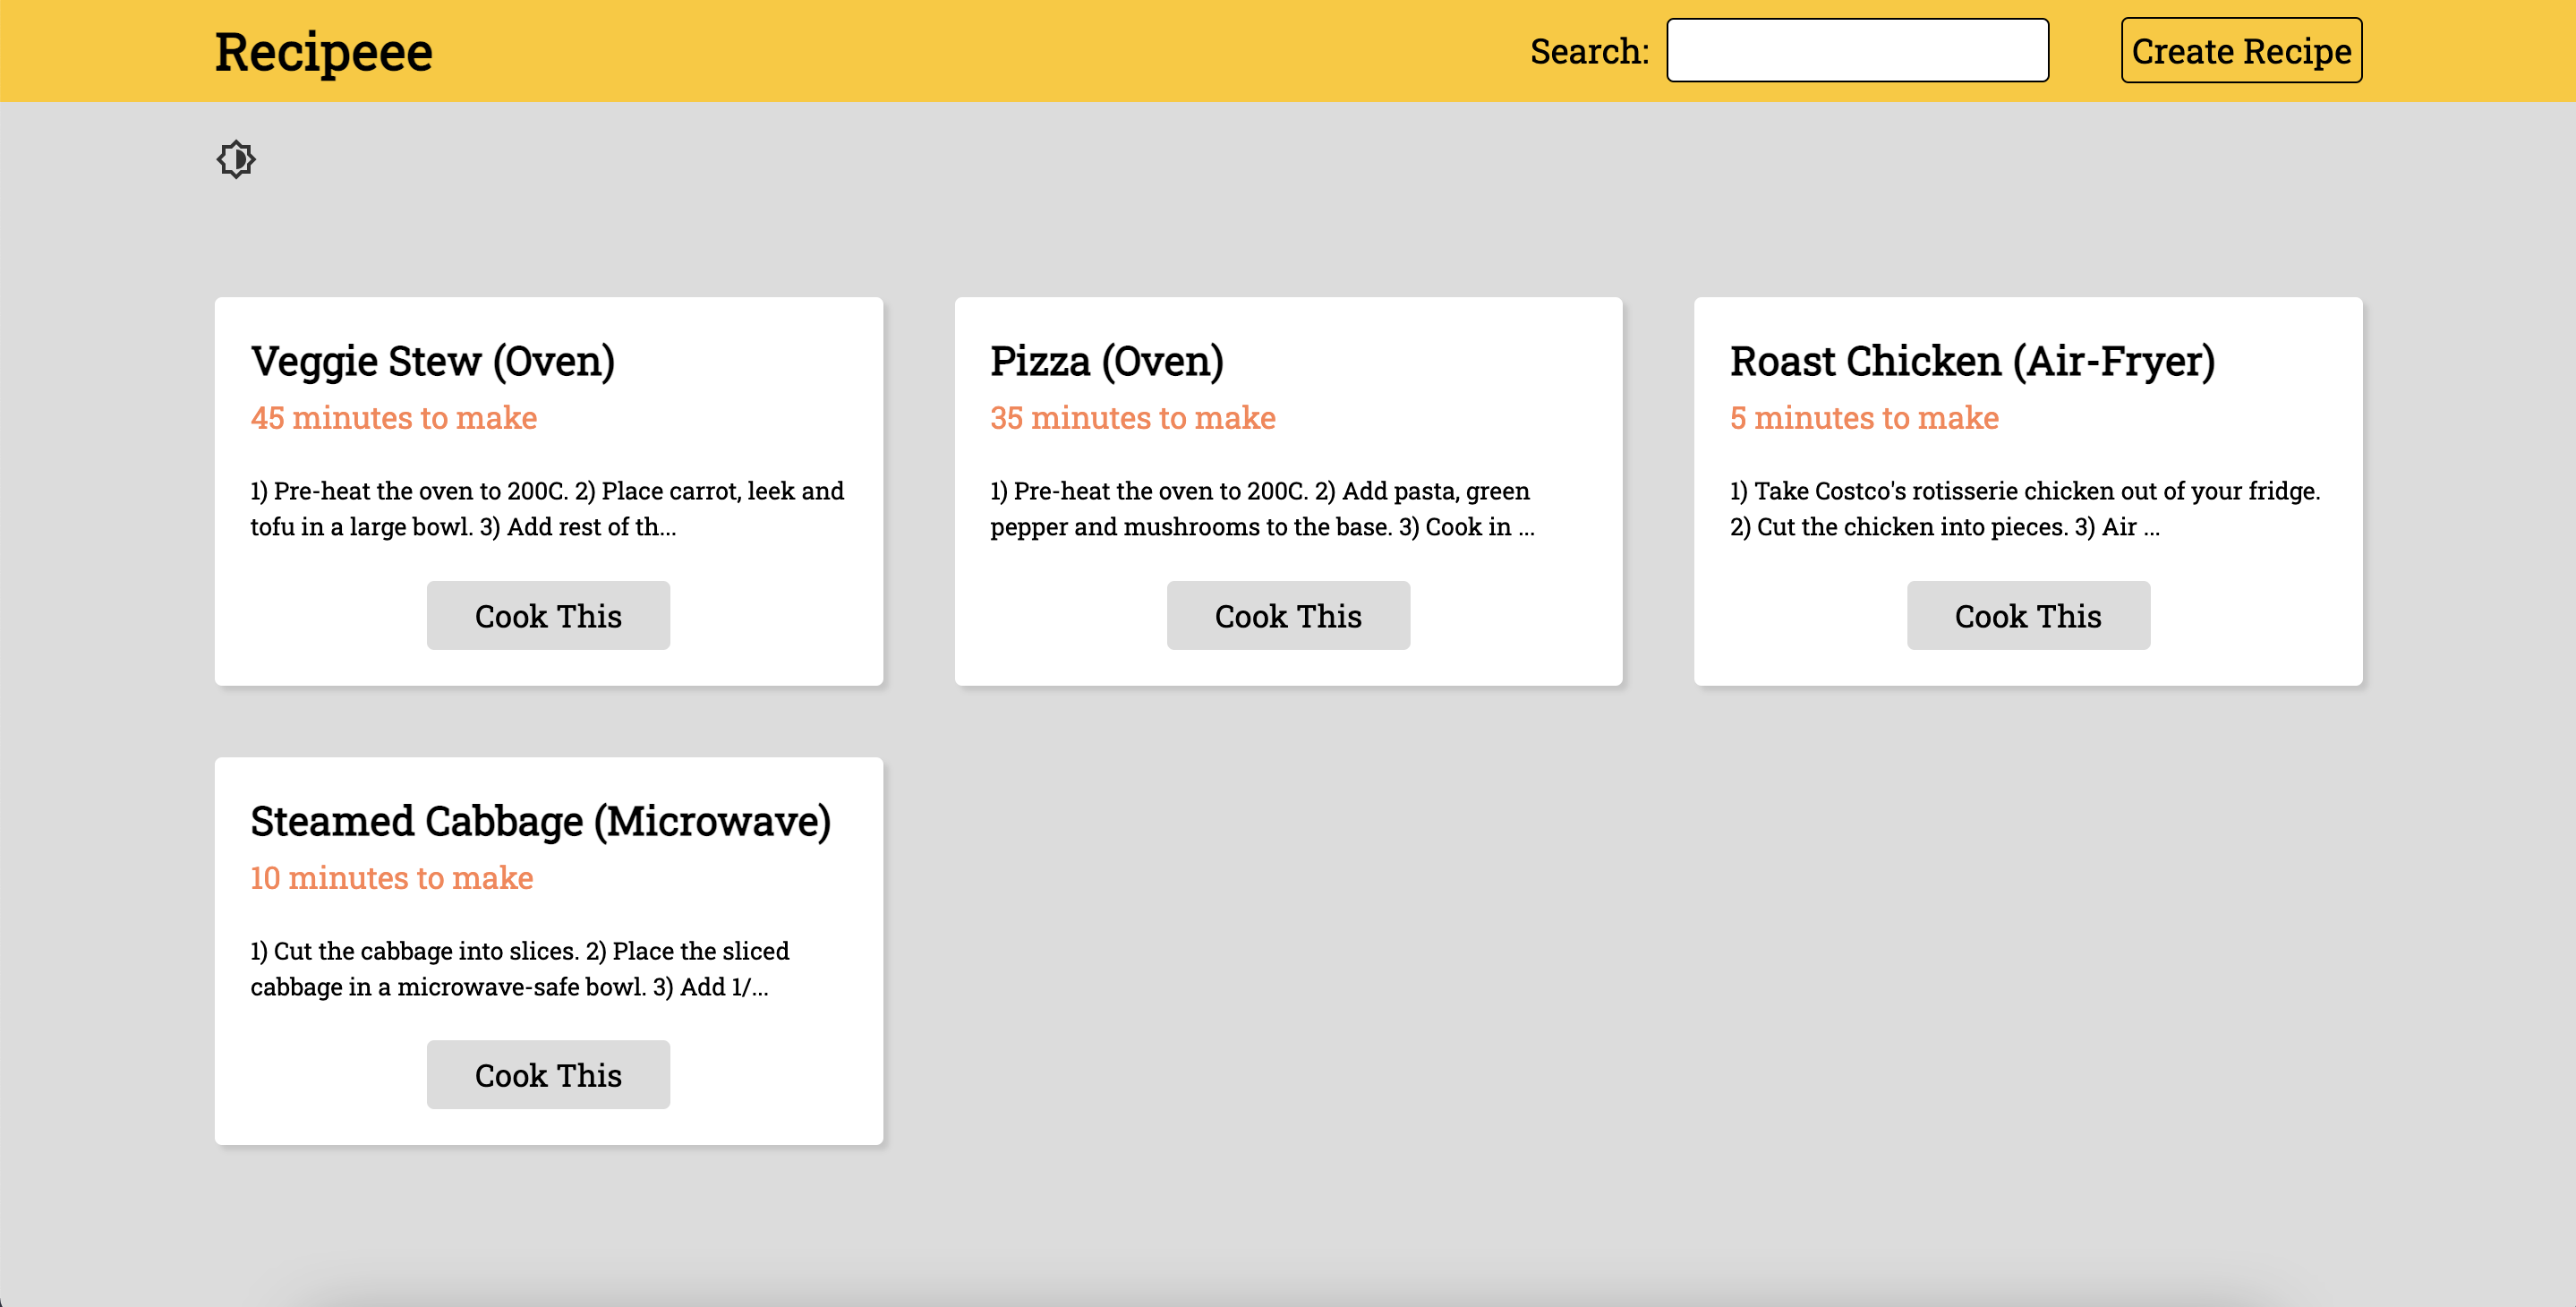 Recipeee
Search:
Create Recipe
Veggie Stew (Oven)
45 minutes to make
1) Pre-heat the oven to 200C. 2) Place carrot, leek and
tofu in a large bowl. 3) Add rest of th...
Cook This
Pizza (Oven)
35 minutes to make
1) Pre-heat the oven to 200C. 2) Add pasta, green
pepper and mushrooms to the base. 3) Cook in ...
Cook This
Roast Chicken (Air-Fryer)
5 minutes to make
1) Take Costco's rotisserie chicken out of your fridge.
2) Cut the chicken into pieces. 3) Air ...
Cook This
Steamed Cabbage (Microwave)
10 minutes to make
1) Cut the cabbage into slices. 2) Place the sliced
cabbage in a microwave-safe bowl. 3) Add 1/...
Cook This